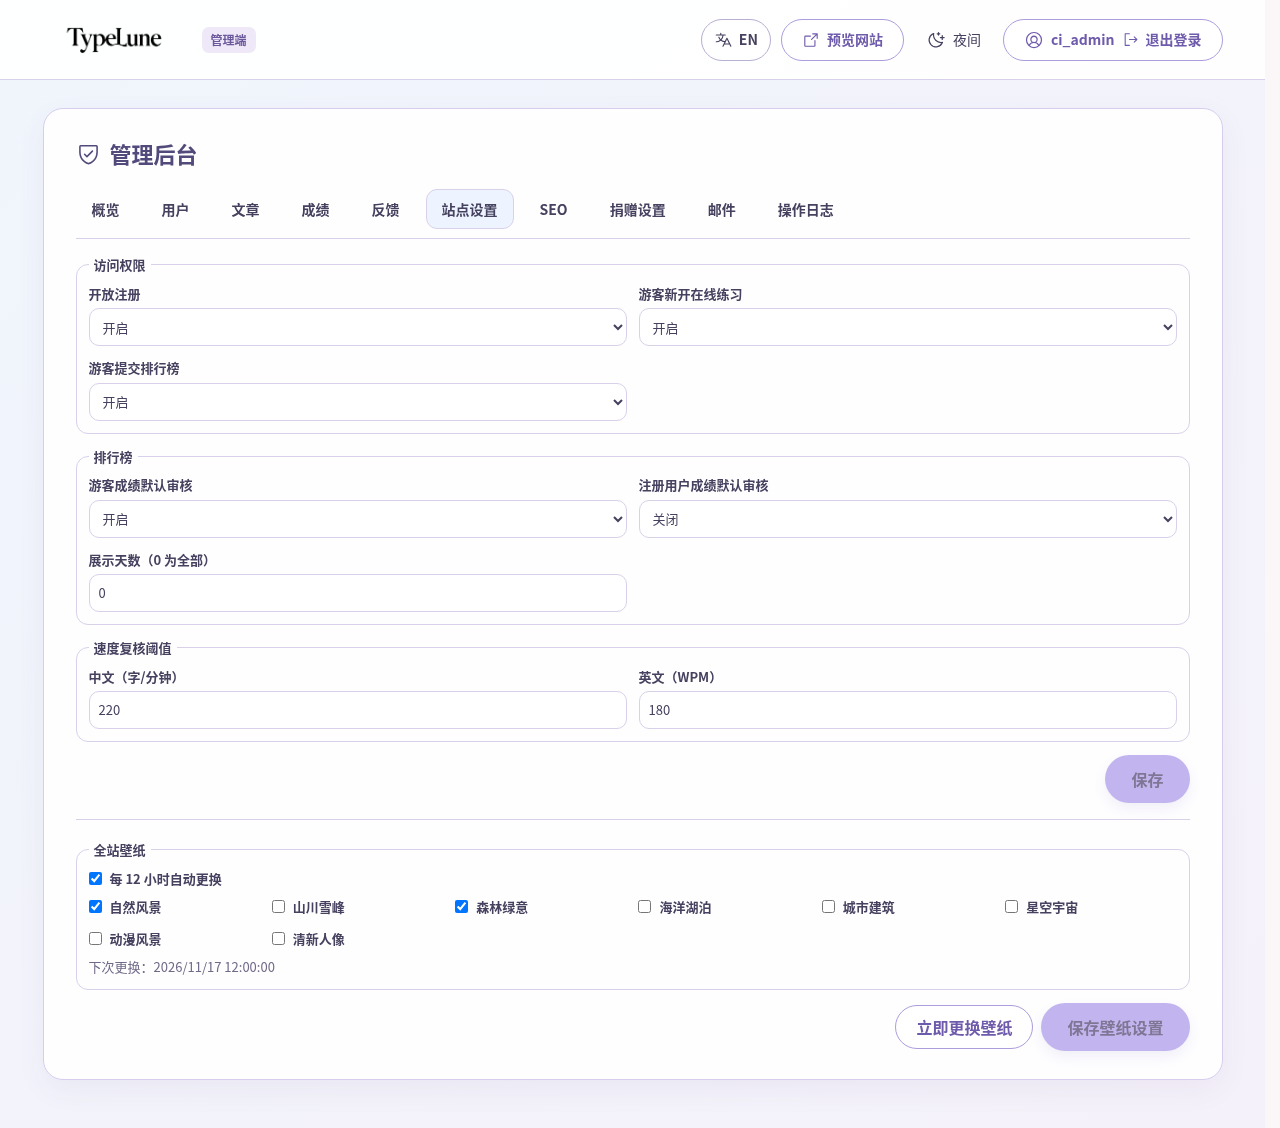 TypeLune 管理端 EN 预览网站 夜间 ci_admin 退出登录
管理后台
概览 用户 文章 成绩 反馈 站点设置 SEO 捐赠设置 邮件 操作日志
访问权限
开放注册 游客新开在线练习
开启 开启
游客提交排行榜
开启
排行榜
游客成绩默认审核 注册用户成绩默认审核
开启 关闭
展示天数（0 为全部）
0
速度复核阈值
中文（字/分钟） 英文（WPM）
220 180
保存
全站壁纸
每 12 小时自动更换
自然风景 山川雪峰 森林绿意 海洋湖泊 城市建筑 星空宇宙
动漫风景 清新人像
下次更换：2026/11/17 12:00:00
立即更换壁纸 保存壁纸设置